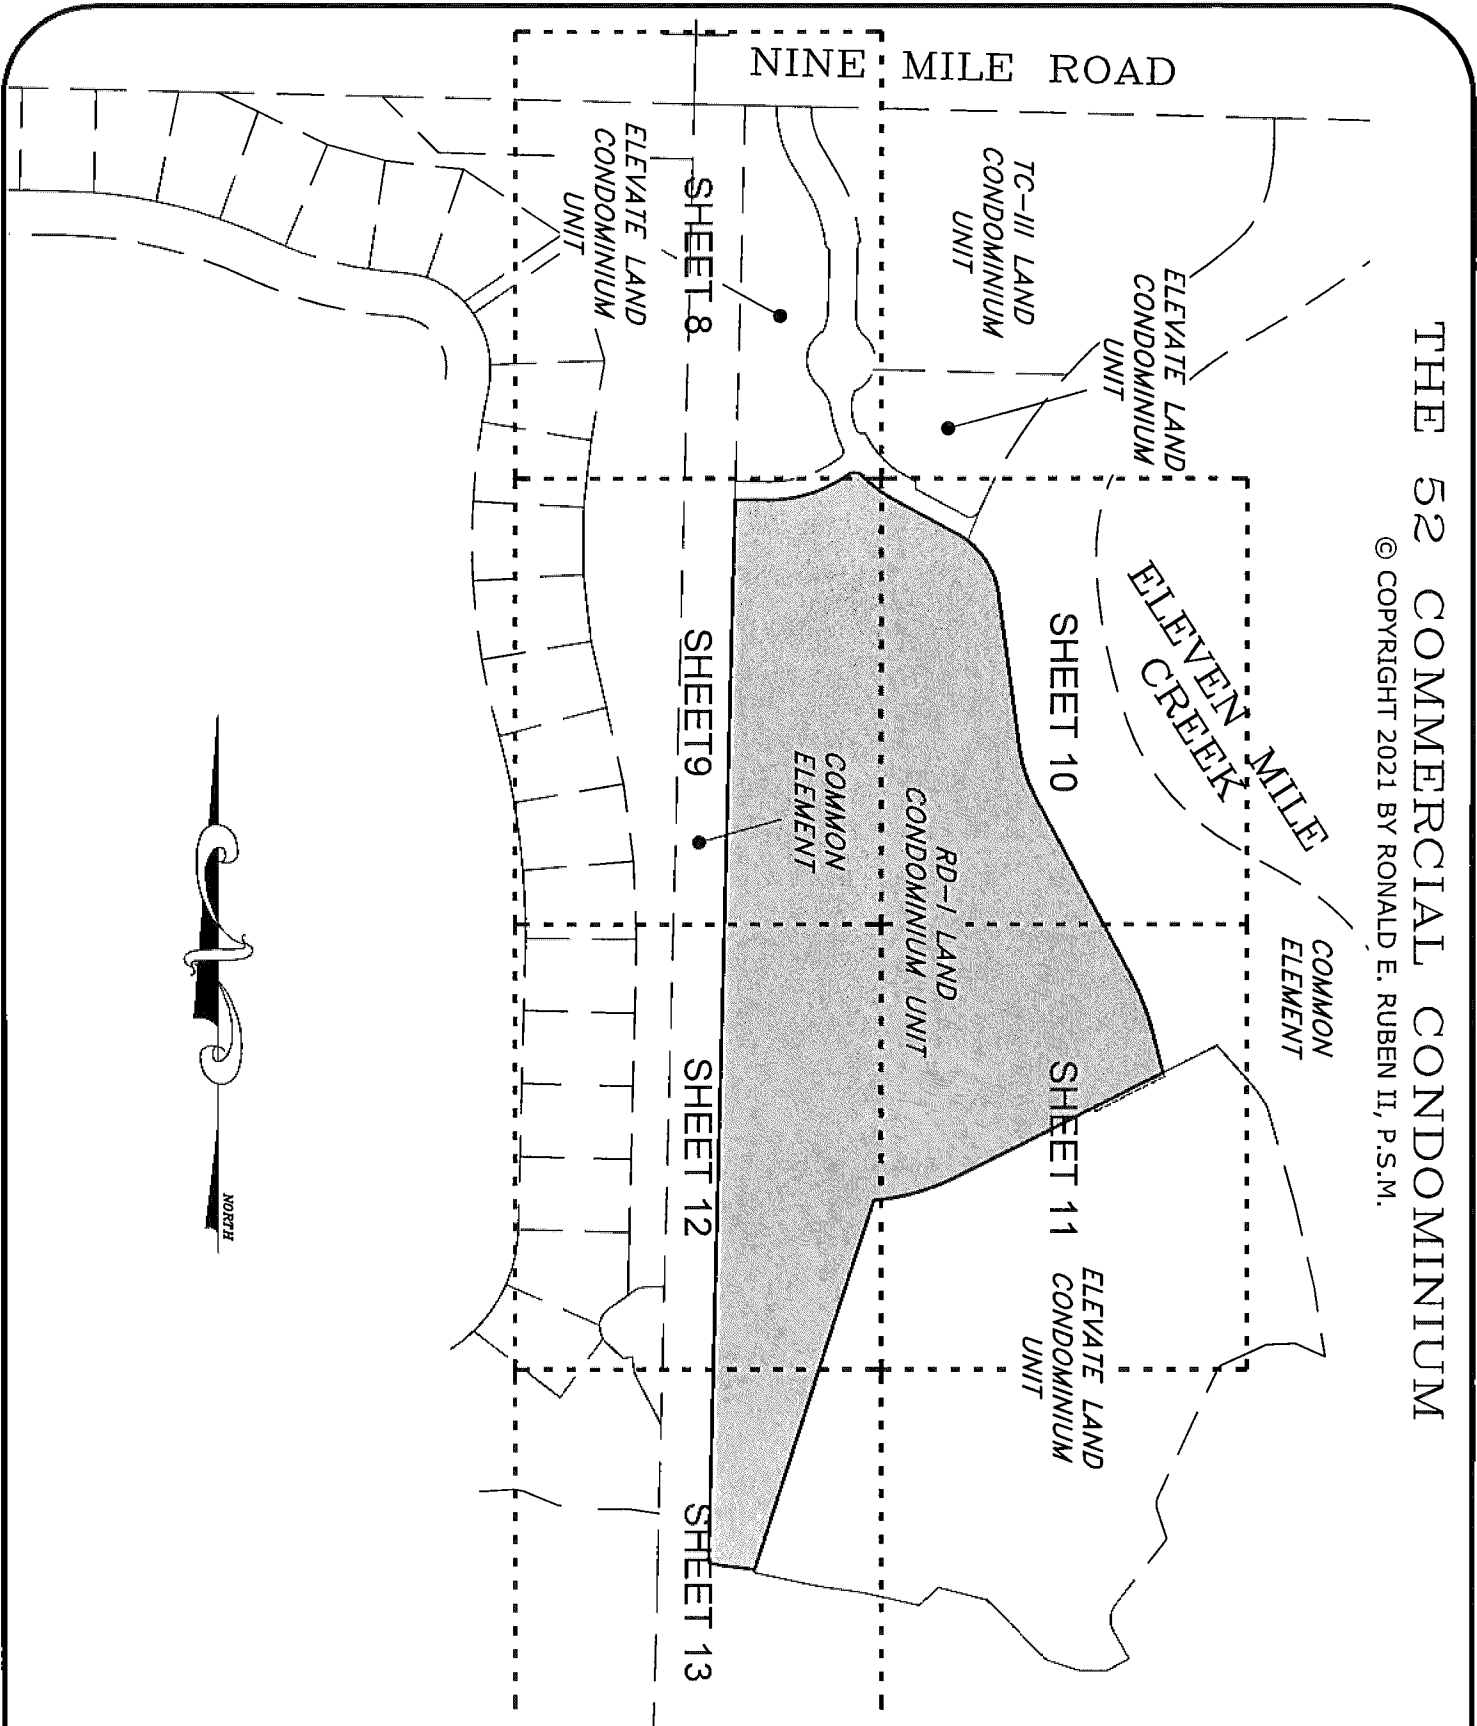 THE 52 COMMERCIAL CONDOMINIUM
© COPYRIGHT 2021 BY RONALD E. RUBEN II, P.S.M.
NINE MILE ROAD
ELEVEN MILE
CREEK
COMMON
ELEMENT
ELEVATE LAND
CONDOMINIUM
UNIT
TC-III LAND
CONDOMINIUM
UNIT
SHEET 10
SHEET 11
ELEVATE LAND
CONDOMINIUM
UNIT
RD-I LAND
CONDOMINIUM UNIT
COMMON
ELEMENT
SHEET 8
SHEET9
SHEET 12
SHEET 13
ELEVATE LAND
CONDOMINIUM
UNIT
NORTH